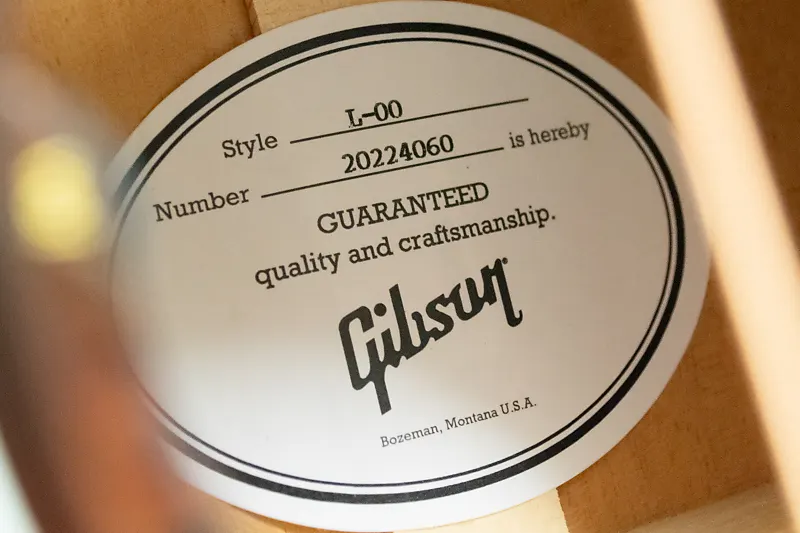 Style L-00
Number 20224060 is hereby
GUARANTEED
quality and craftsmanship.
Gibson
Bozeman, Montana U.S.A.